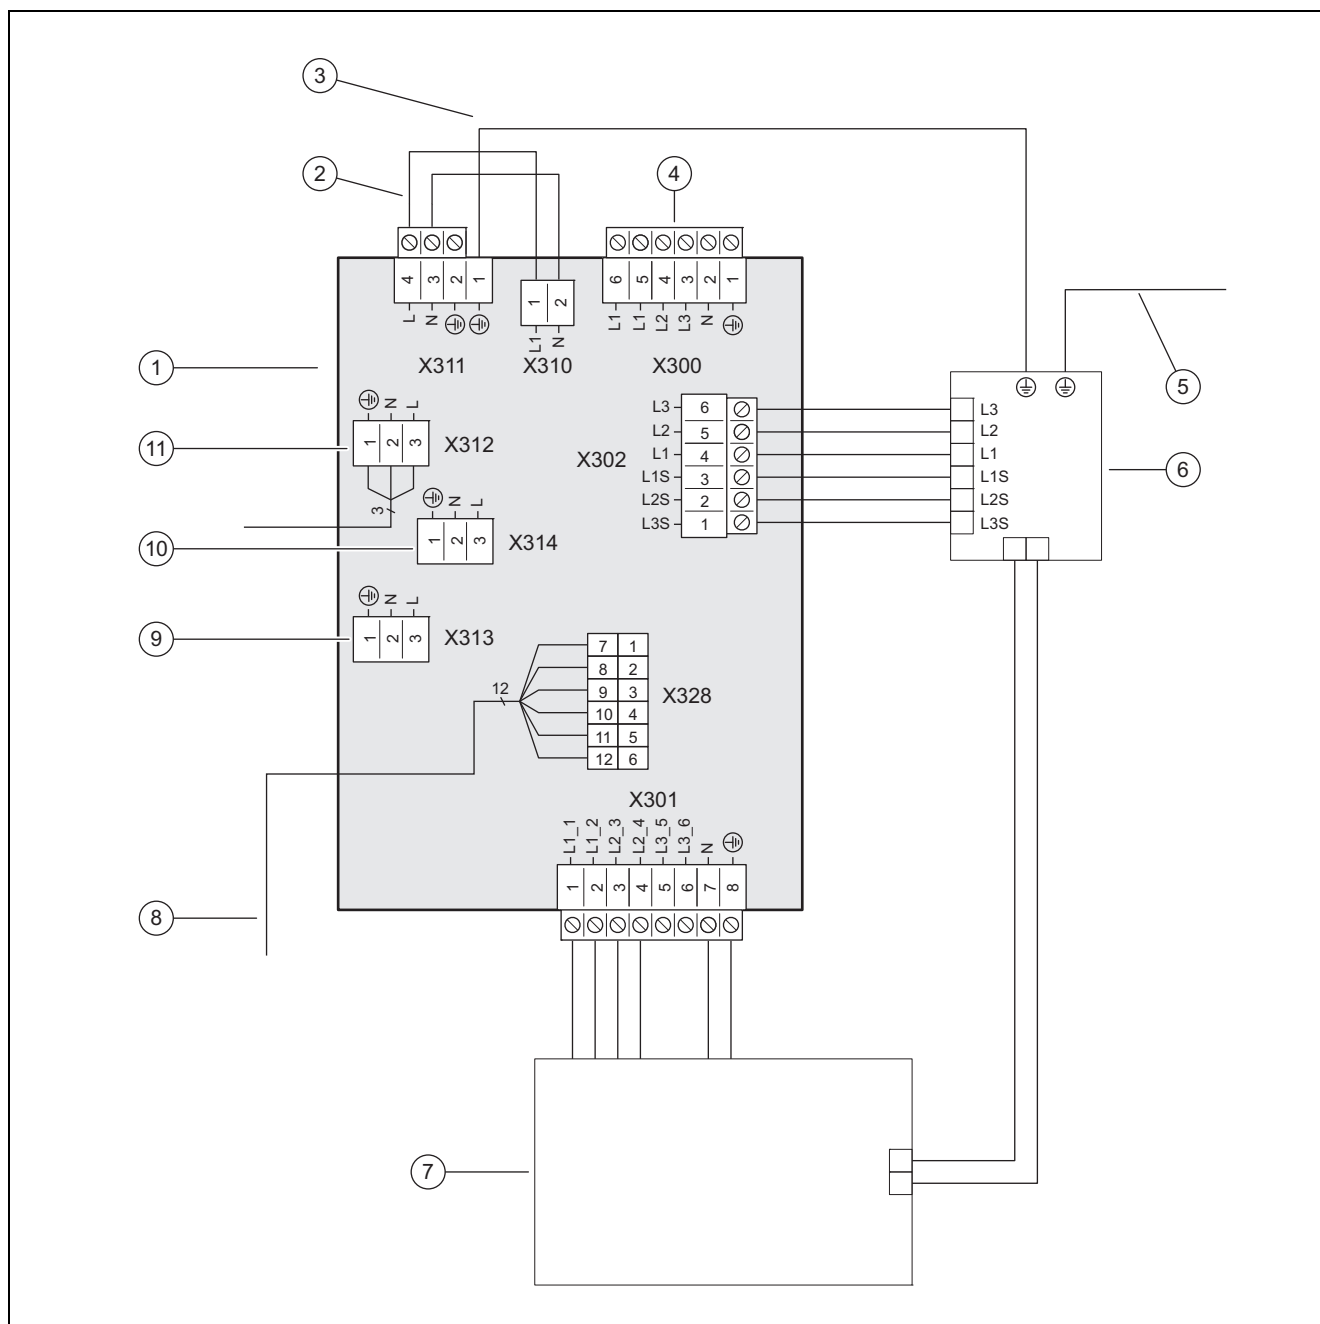 3
2
4
4 3 2 1
1 2
6 5 4 3 2 1
L N
L1 N
L1 L1 L2 L3 N
X311 X310 X300
1
5
6
N L
11
1 2 3
X312
3
10
N L
1 2 3
X314
L3 6
L2 5
X302
L1 4
L1S 3
L2S 2
L3S 1
L3
L2
L1
L1S
L2S
L3S
9
N L
1 2 3
X313
12
7 1
8 2
9 3
10 4
11 5
12 6
X328
X301
L1_1 L1_2 L2_3 L2_4 L3_5 L3_6 N
1 2 3 4 5 6 7 8
8
7